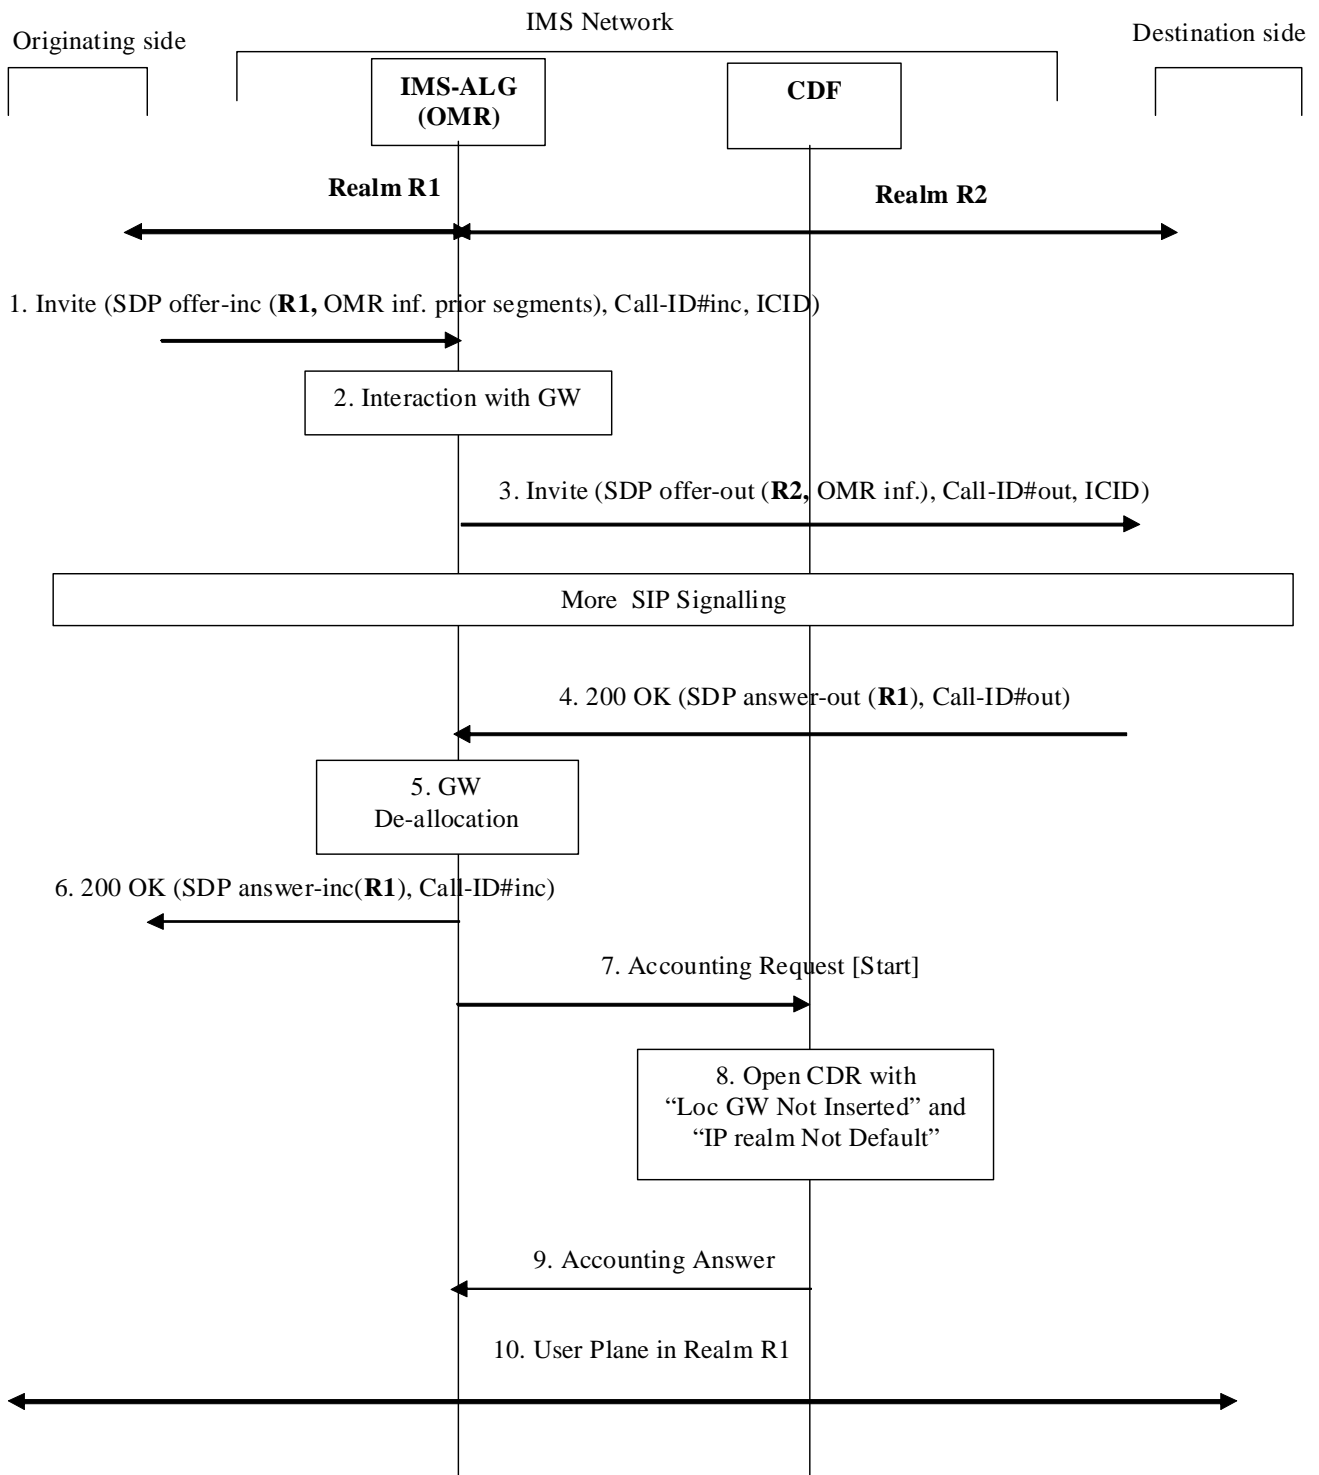 IMS Network
Originating side
Destination side
IMS-ALG
(OMR)
CDF
Realm R1
Realm R2
1. Invite (SDP offer-inc (R1, OMR inf. prior segments), Call-ID#inc, ICID)
2. Interaction with GW
3. Invite (SDP offer-out (R2, OMR inf.), Call-ID#out, ICID)
More SIP Signalling
4. 200 OK (SDP answer-out (R1), Call-ID#out)
5. GW
De-allocation
6. 200 OK (SDP answer-inc(R1), Call-ID#inc)
7. Accounting Request [Start]
8. Open CDR with
“Loc GW Not Inserted” and
“IP realm Not Default”
9. Accounting Answer
10. User Plane in Realm R1